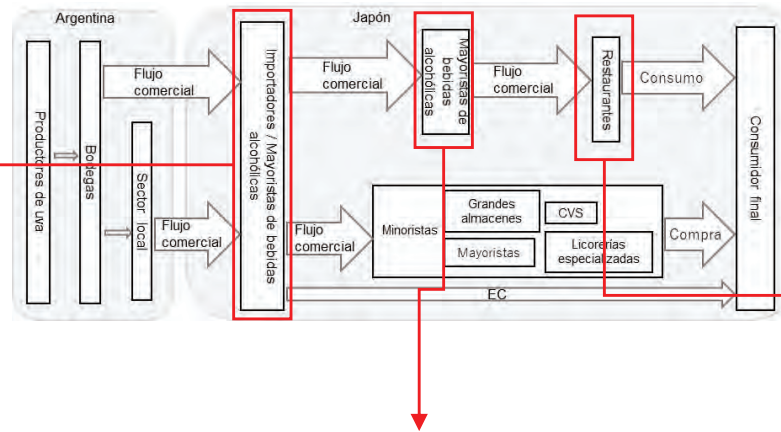 Argentina
Japón
Productores de uva
Bodegas
Sector local
Flujo
comercial
Flujo
comercial
Importadores / Mayoristas de bebidas
alcohólicas
Flujo
comercial
Mayoristas de
bebidas
alcohólicas
Flujo
comercial
Restaurantes
Consumo
Consumidor final
Flujo
comercial
Minoristas
Grandes
almacenes
CVS
Mayoristas
Licorerías
especializadas
Compra
EC